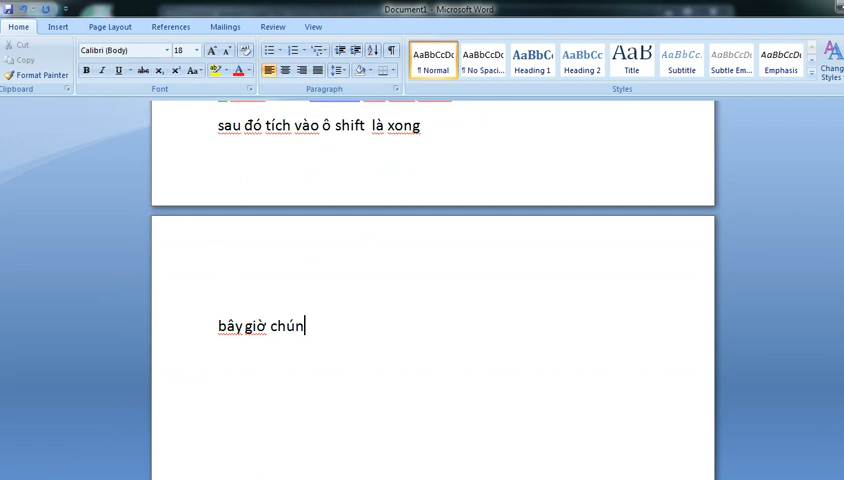 Document1 - Microsoft Word
Home Insert Page Layout References Mailings Review View
Cut
Copy
Format Painter
Clipboard
Calibri (Body) 18
Font
Paragraph
AaBbCcDc AaBbCcDc AaBbC AaBbCc AaB AaBbCc. AaBbCcDc AaBbCcDc
¶ Normal ¶ No Spaci... Heading 1 Heading 2 Title Subtitle Subtle Em... Emphasis
Chang
Styles
Styles
sau đó tích vào ô shift là xong
bây giờ chún